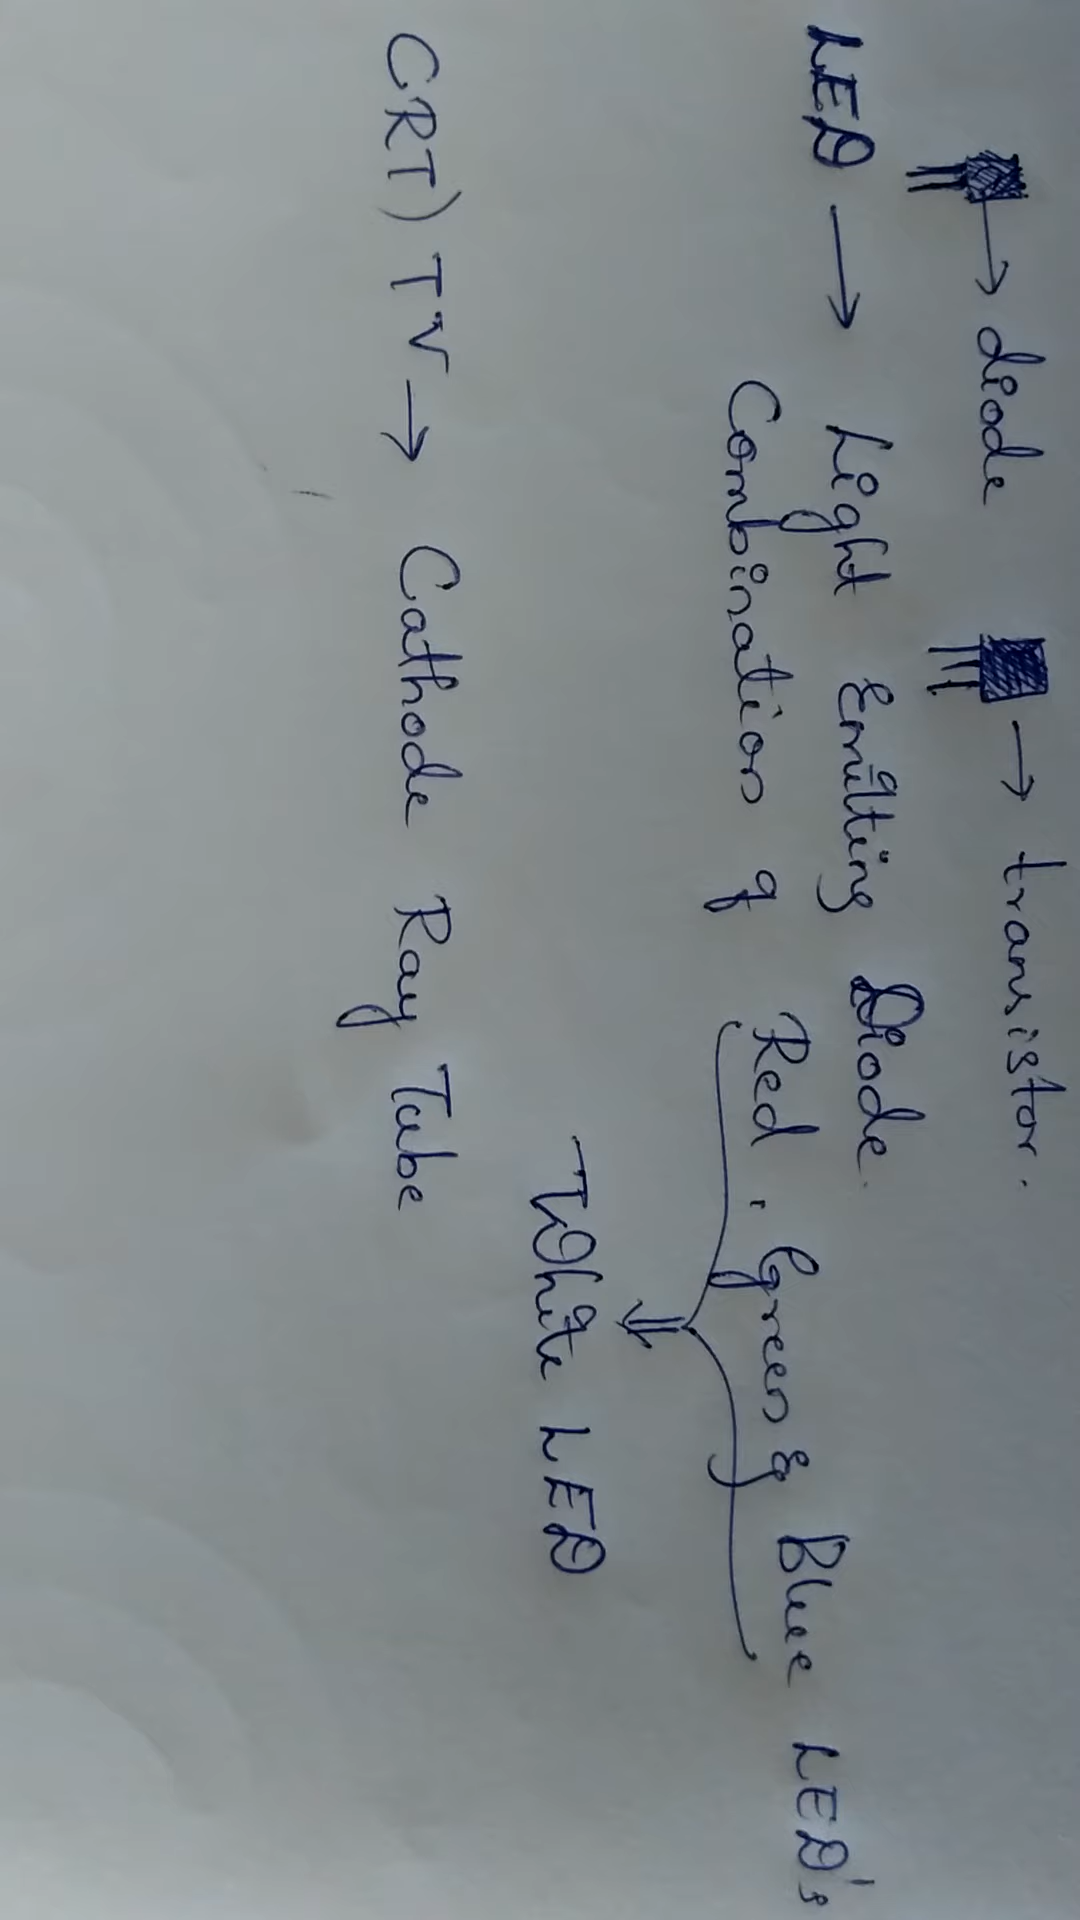 → diode → transistor.
LED → Light Emitting Diode.
Combination of Red, Green & Blue LED's
⇓
White LED
CRT) TV → Cathode Ray Tube